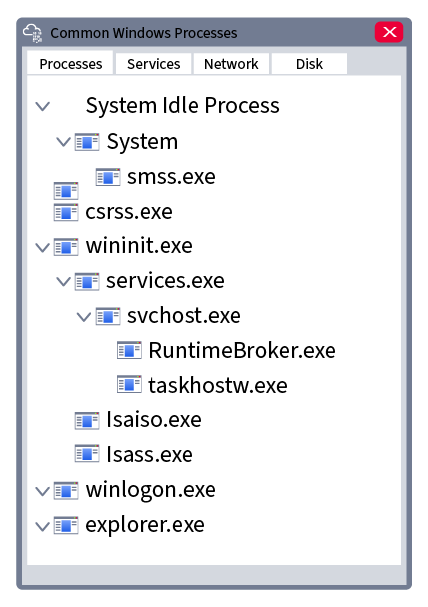 Common Windows Processes
Processes Services Network Disk
System Idle Process
System
smss.exe
csrss.exe
wininit.exe
services.exe
svchost.exe
RuntimeBroker.exe
taskhostw.exe
lsaiso.exe
lsass.exe
winlogon.exe
explorer.exe